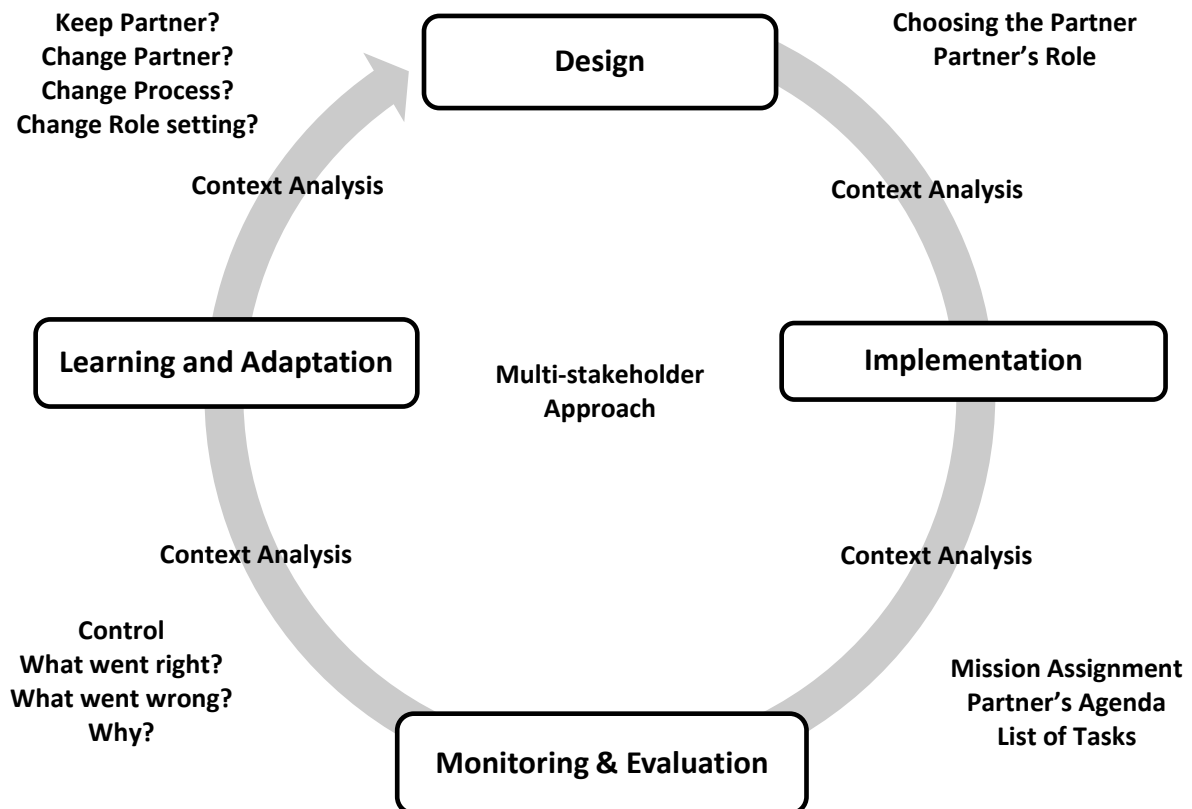 Keep Partner?
Change Partner?
Change Process?
Change Role setting?
Design
Choosing the Partner
Partner’s Role
Context Analysis
Context Analysis
Learning and Adaptation
Multi-stakeholder
Approach
Implementation
Context Analysis
Context Analysis
Control
What went right?
What went wrong?
Why?
Mission Assignment
Partner’s Agenda
List of Tasks
Monitoring & Evaluation